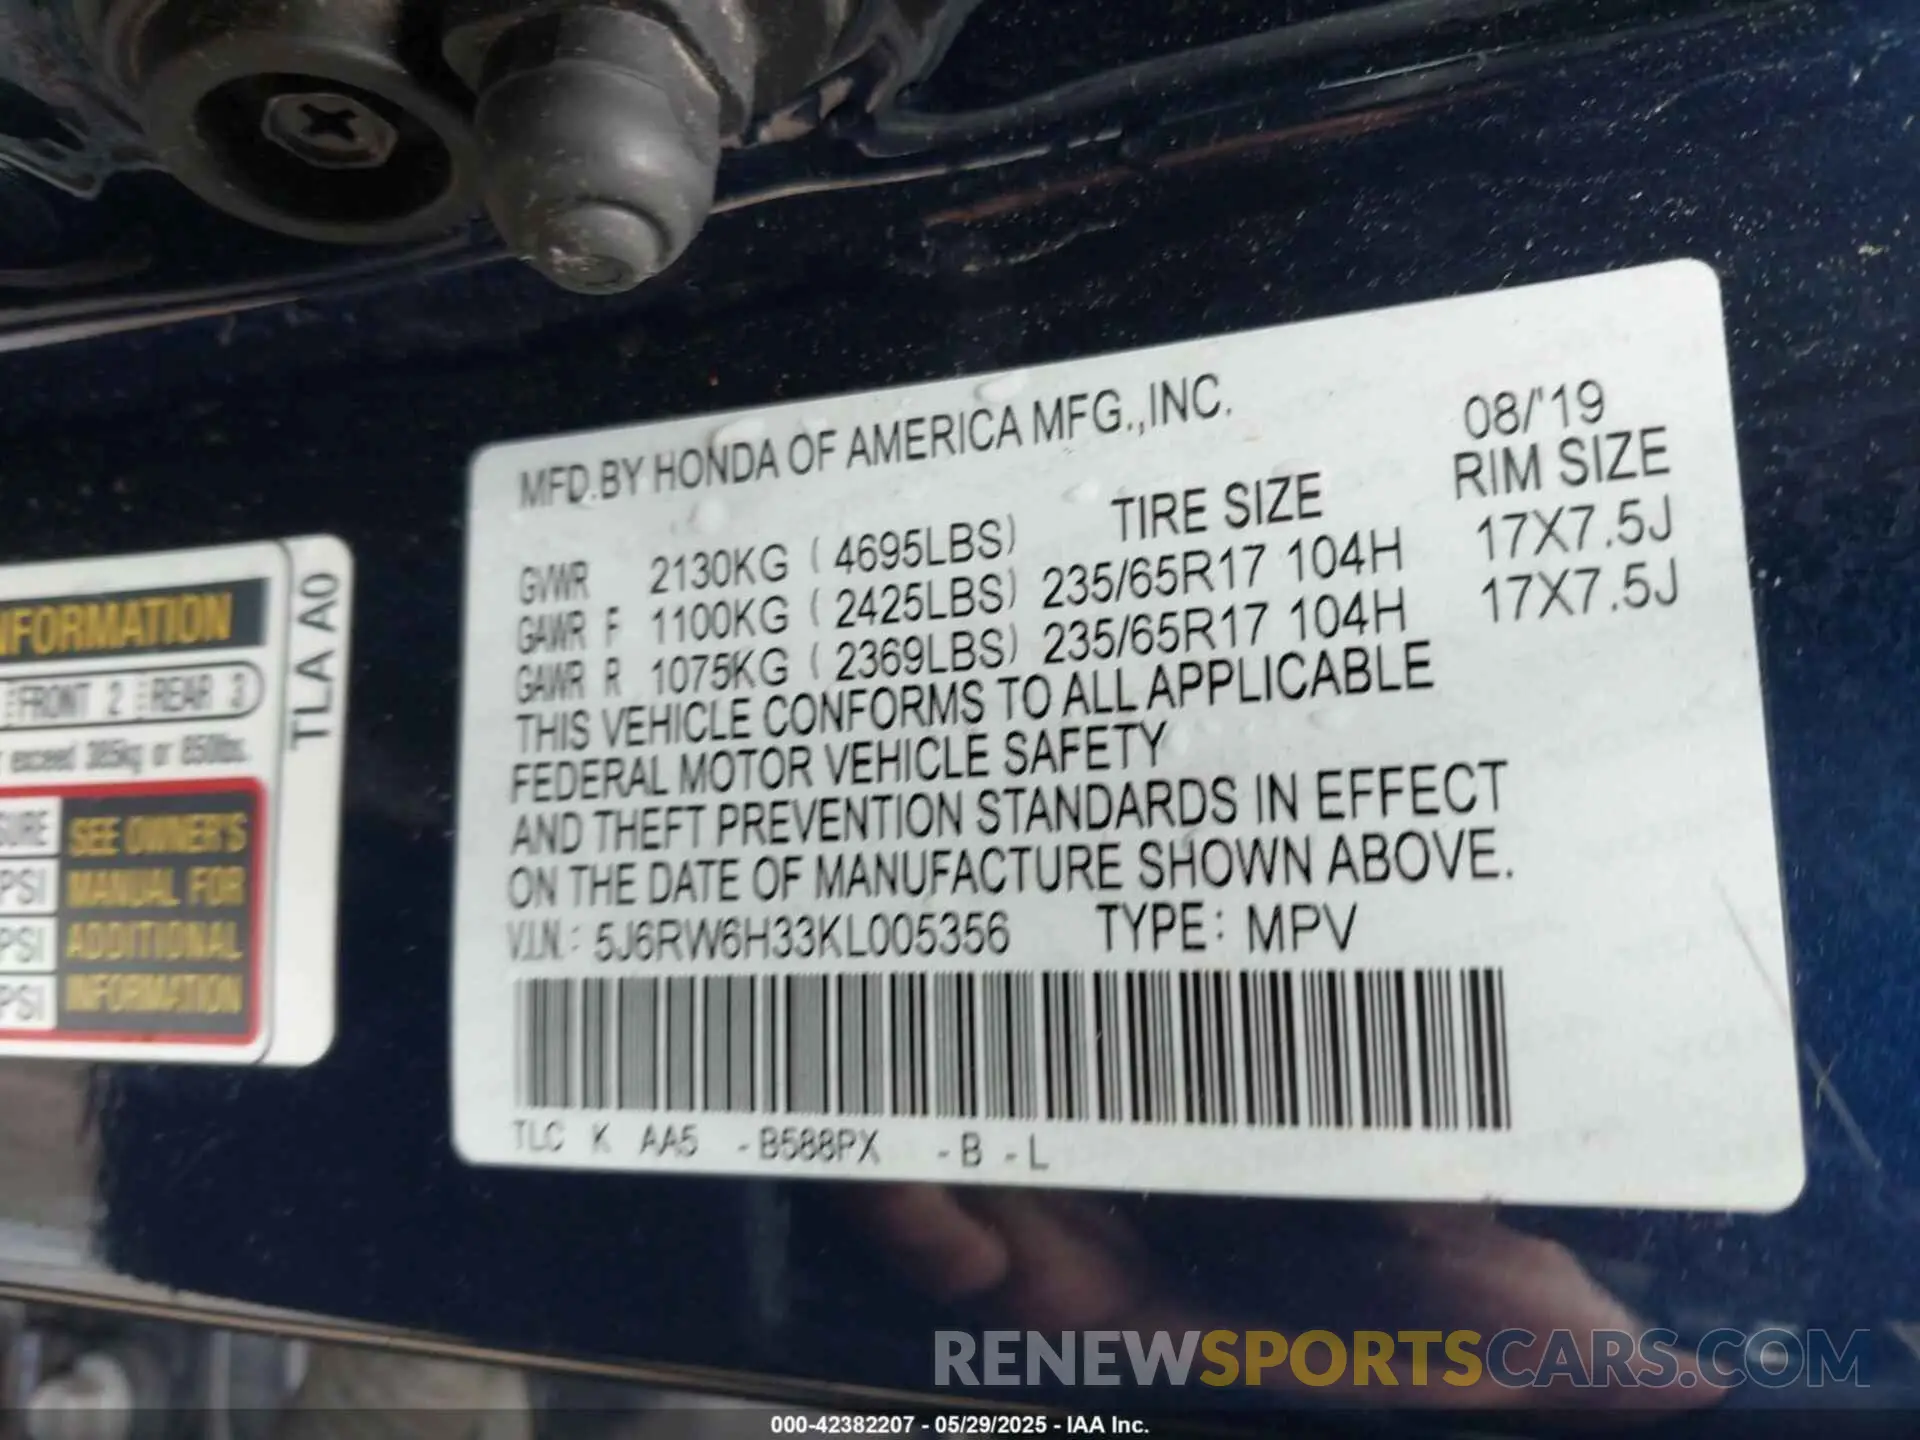 MFD.BY HONDA OF AMERICA MFG.,INC. 08/'19
TIRE SIZE RIM SIZE
GVWR 2130KG ( 4695LBS)
GAWR F 1100KG ( 2425LBS) 235/65R17 104H 17X7.5J
GAWR R 1075KG ( 2369LBS) 235/65R17 104H 17X7.5J
THIS VEHICLE CONFORMS TO ALL APPLICABLE
FEDERAL MOTOR VEHICLE SAFETY
AND THEFT PREVENTION STANDARDS IN EFFECT
ON THE DATE OF MANUFACTURE SHOWN ABOVE.
V.I.N.: 5J6RW6H33KL005356 TYPE: MPV
TLC K AA5 -B588PX -B -L
TLA A0
NFORMATION
FRONT 2 REAR 3
r exceed 385kg or 850lbs.
SURE
PSI
PSI
PSI
SEE OWNER'S
MANUAL FOR
ADDITIONAL
INFORMATION
RENEWSPORTSCARS.COM
000-42382207 - 05/29/2025 - IAA Inc.